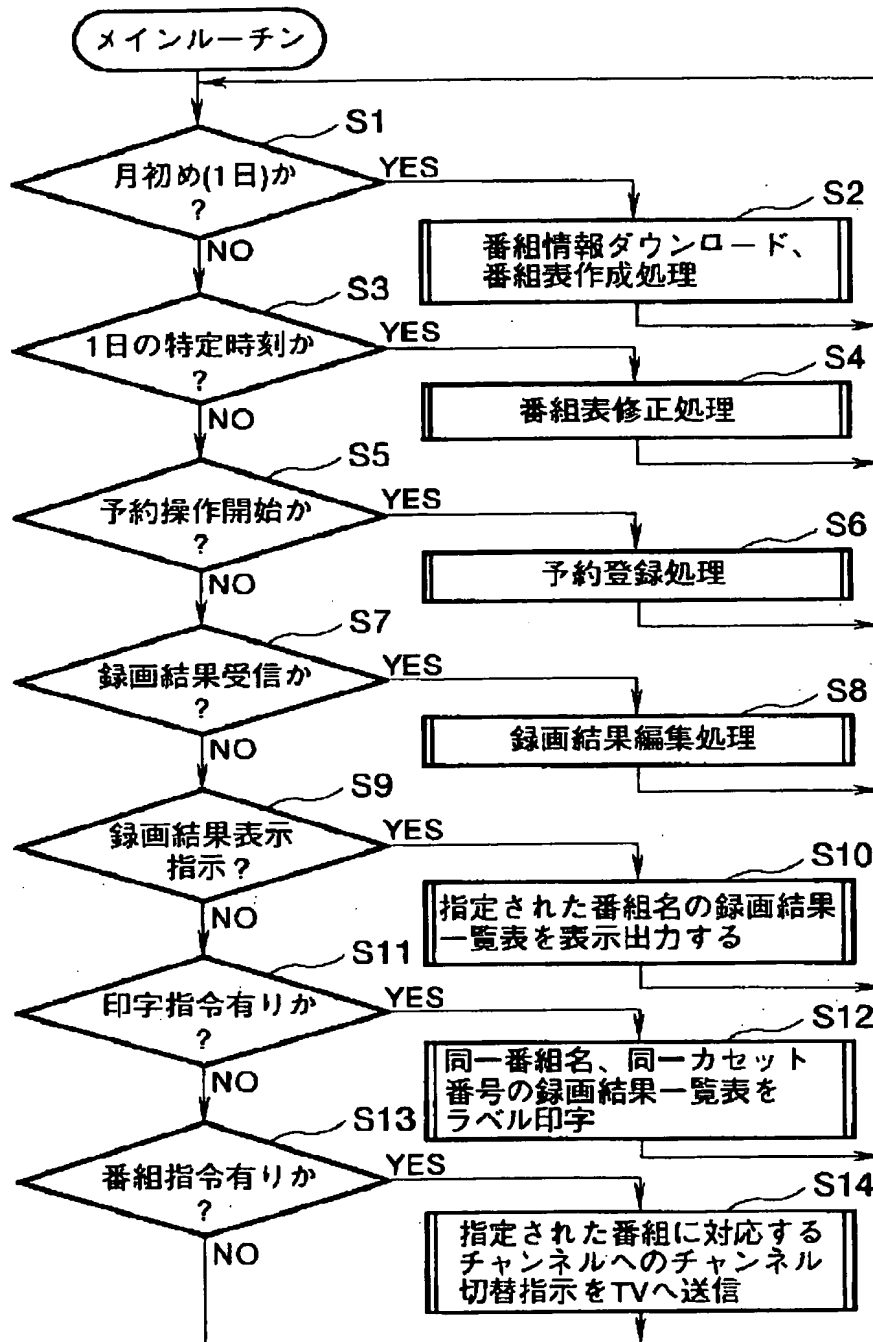 メインルーチン
S1
月初め(1日)か
?
YES
NO
S2
番組情報ダウンロード、
番組表作成処理
S3
1日の特定時刻か
?
YES
NO
S4
番組表修正処理
S5
予約操作開始か
?
YES
NO
S6
予約登録処理
S7
録画結果受信か
?
YES
NO
S8
録画結果編集処理
S9
録画結果表示
指示?
YES
NO
S10
指定された番組名の録画結果
一覧表を表示出力する
S11
印字指令有りか
?
YES
NO
S12
同一番組名、同一カセット
番号の録画結果一覧表を
ラベル印字
S13
番組指令有りか
?
YES
NO
S14
指定された番組に対応する
チャンネルへのチャンネル
切替指示をTVへ送信